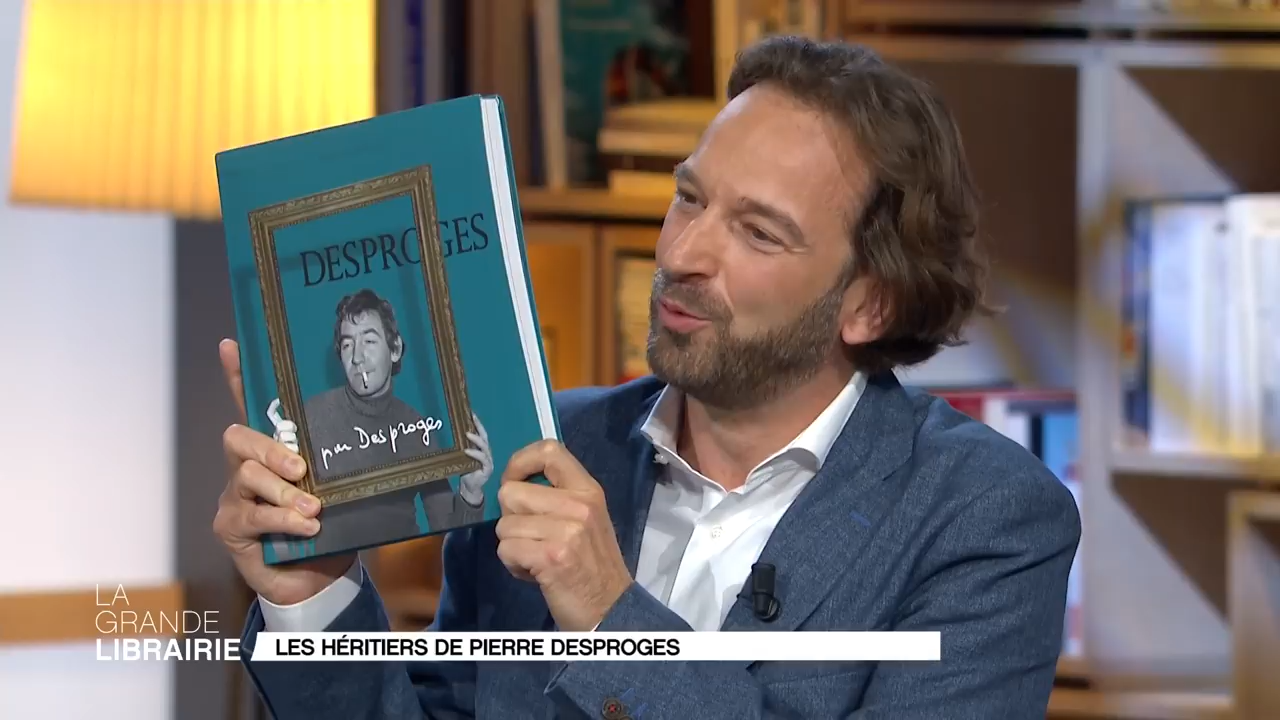 DESPROGES
par Desproges
LA
GRANDE
LIBRAIRIE
LES HÉRITIERS DE PIERRE DESPROGES